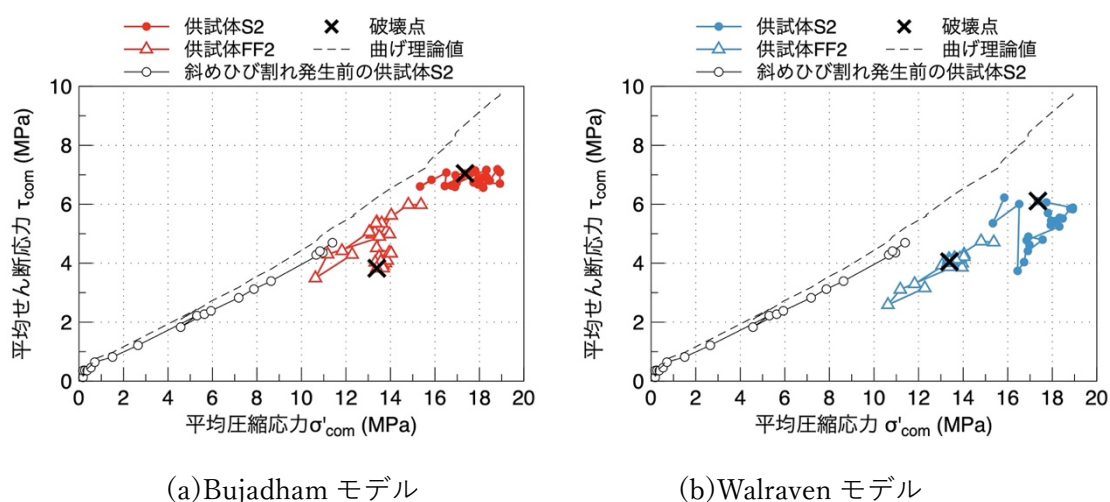 供試体S2 破壊点
供試体FF2 曲げ理論値
斜めひび割れ発生前の供試体S2
10
8
6
4
2
0
0 2 4 6 8 10 12 14 16 18 20
平均せん断応力 τcom (MPa)
平均圧縮応力σ'com (MPa)
(a)Bujadham モデル
供試体S2 破壊点
供試体FF2 曲げ理論値
斜めひび割れ発生前の供試体S2
10
8
6
4
2
0
0 2 4 6 8 10 12 14 16 18 20
平均せん断応力 τcom (MPa)
平均圧縮応力 σ'com (MPa)
(b)Walraven モデル